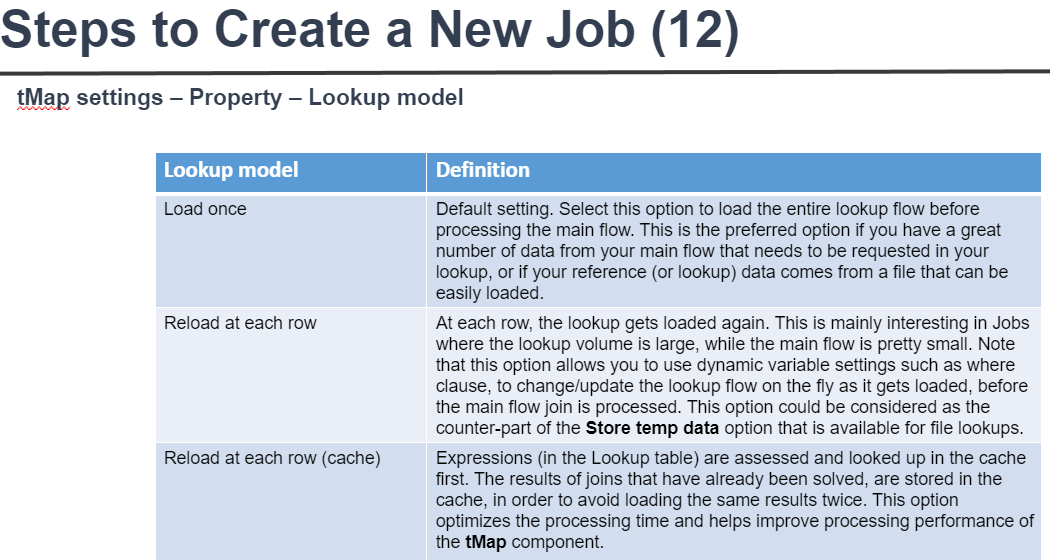 Steps to Create a New Job (12)
tMap settings – Property – Lookup model
Lookup model
Definition
Load once
Default setting. Select this option to load the entire lookup flow before
processing the main flow. This is the preferred option if you have a great
number of data from your main flow that needs to be requested in your
lookup, or if your reference (or lookup) data comes from a file that can be
easily loaded.
Reload at each row
At each row, the lookup gets loaded again. This is mainly interesting in Jobs
where the lookup volume is large, while the main flow is pretty small. Note
that this option allows you to use dynamic variable settings such as where
clause, to change/update the lookup flow on the fly as it gets loaded, before
the main flow join is processed. This option could be considered as the
counter-part of the Store temp data option that is available for file lookups.
Reload at each row (cache)
Expressions (in the Lookup table) are assessed and looked up in the cache
first. The results of joins that have already been solved, are stored in the
cache, in order to avoid loading the same results twice. This option
optimizes the processing time and helps improve processing performance of
the tMap component.